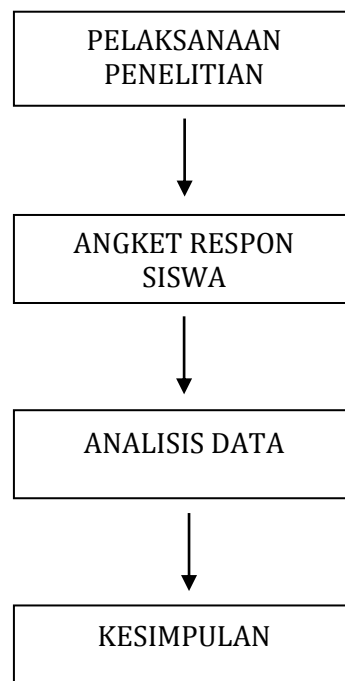 PELAKSANAAN
PENELITIAN
ANGKET RESPON
SISWA
ANALISIS DATA
KESIMPULAN